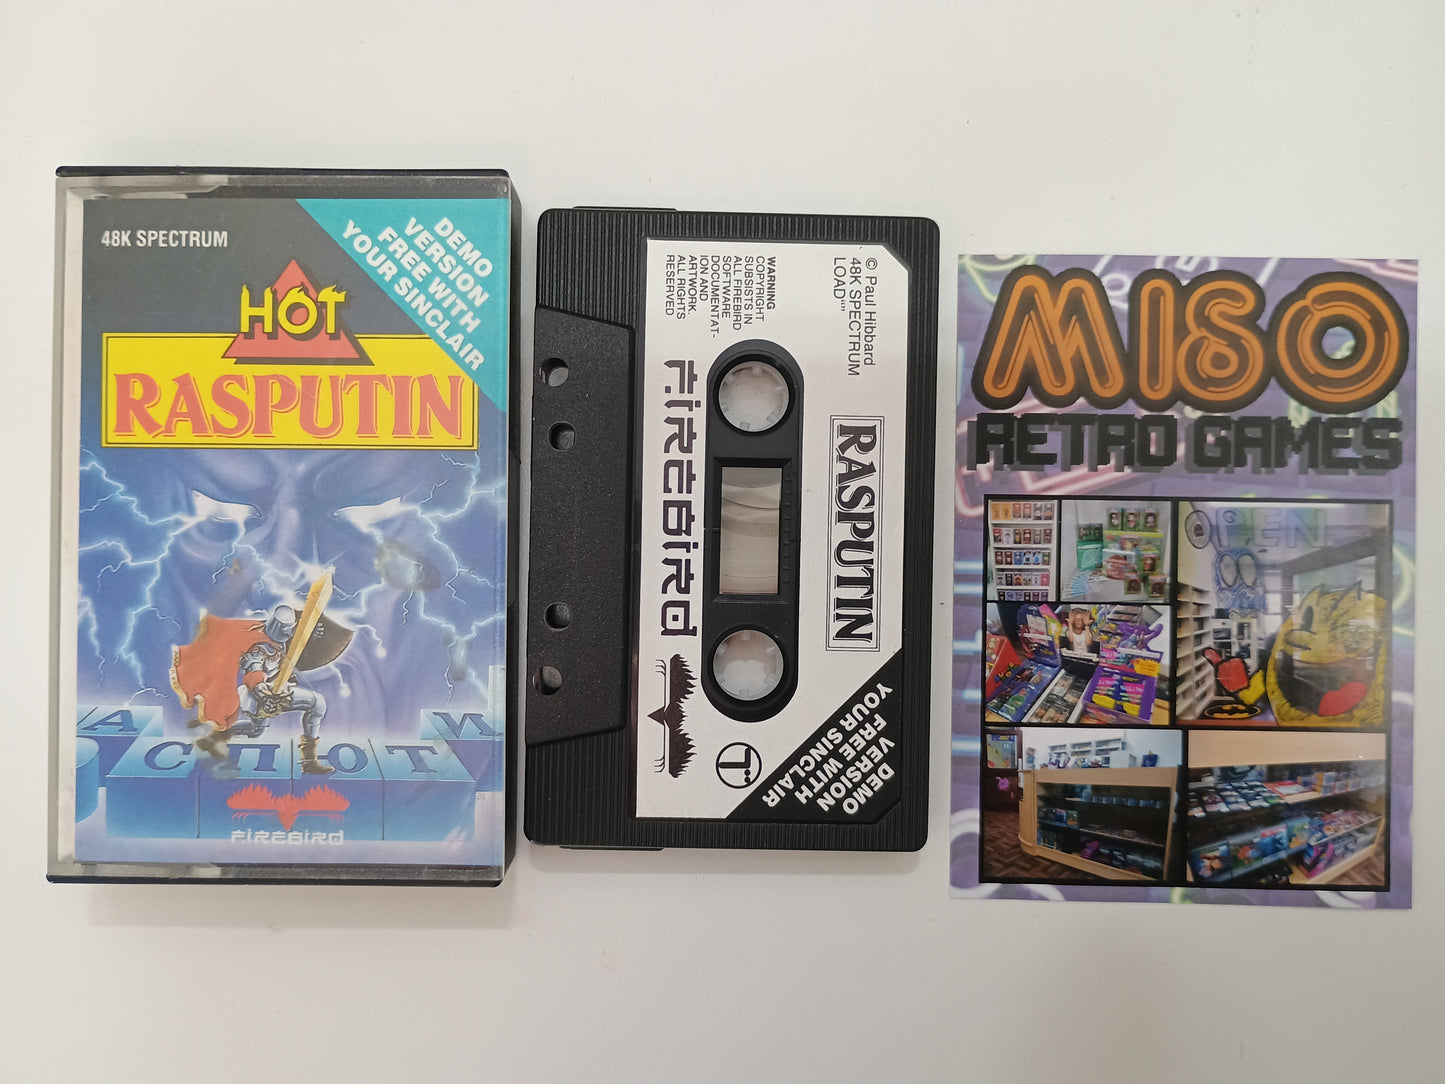 48K SPECTRUM
DEMO
VERSION
FREE WITH
YOUR SINCLAIR
HOT
RASPUTIN
А С П Ю Т И
FIREBIRD
WARNING
COPYRIGHT
SUBSISTS IN
ALL FIREBIRD
SOFTWARE
DOCUMENTAT-
ION AND
ARTWORK.
ALL RIGHTS
RESERVED
© Paul Hibbard
48K SPECTRUM
LOAD""
FIREBIRD
RASPUTIN
DEMO
VERSION
FREE WITH
YOUR SINCLAIR
MISO
RETRO GAMES
OPEN